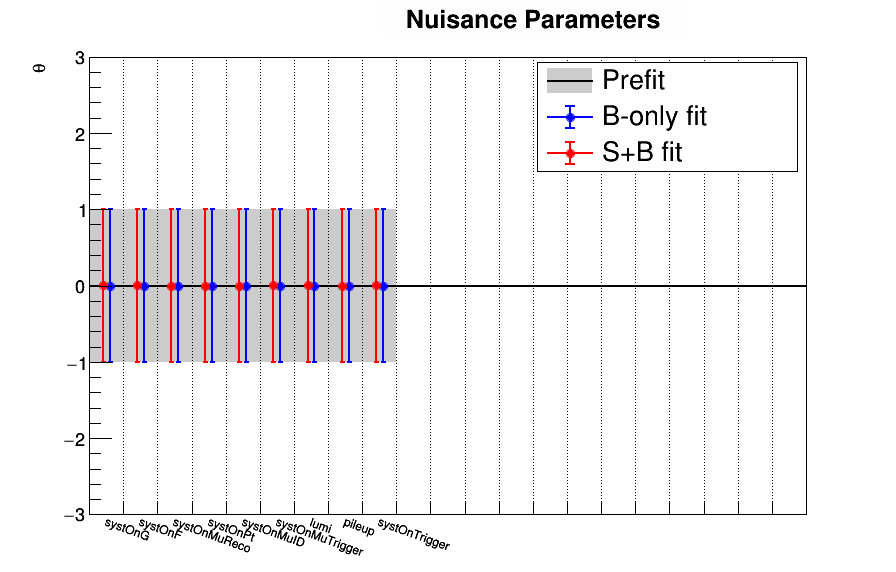 Nuisance Parameters
θ
3
2
1
0
−1
−2
−3
Prefit
B-only fit
S+B fit
systOnG
systOnF
systOnMuReco
systOnPt
systOnMuID
systOnMuTrigger
lumi
pileup
systOnTrigger